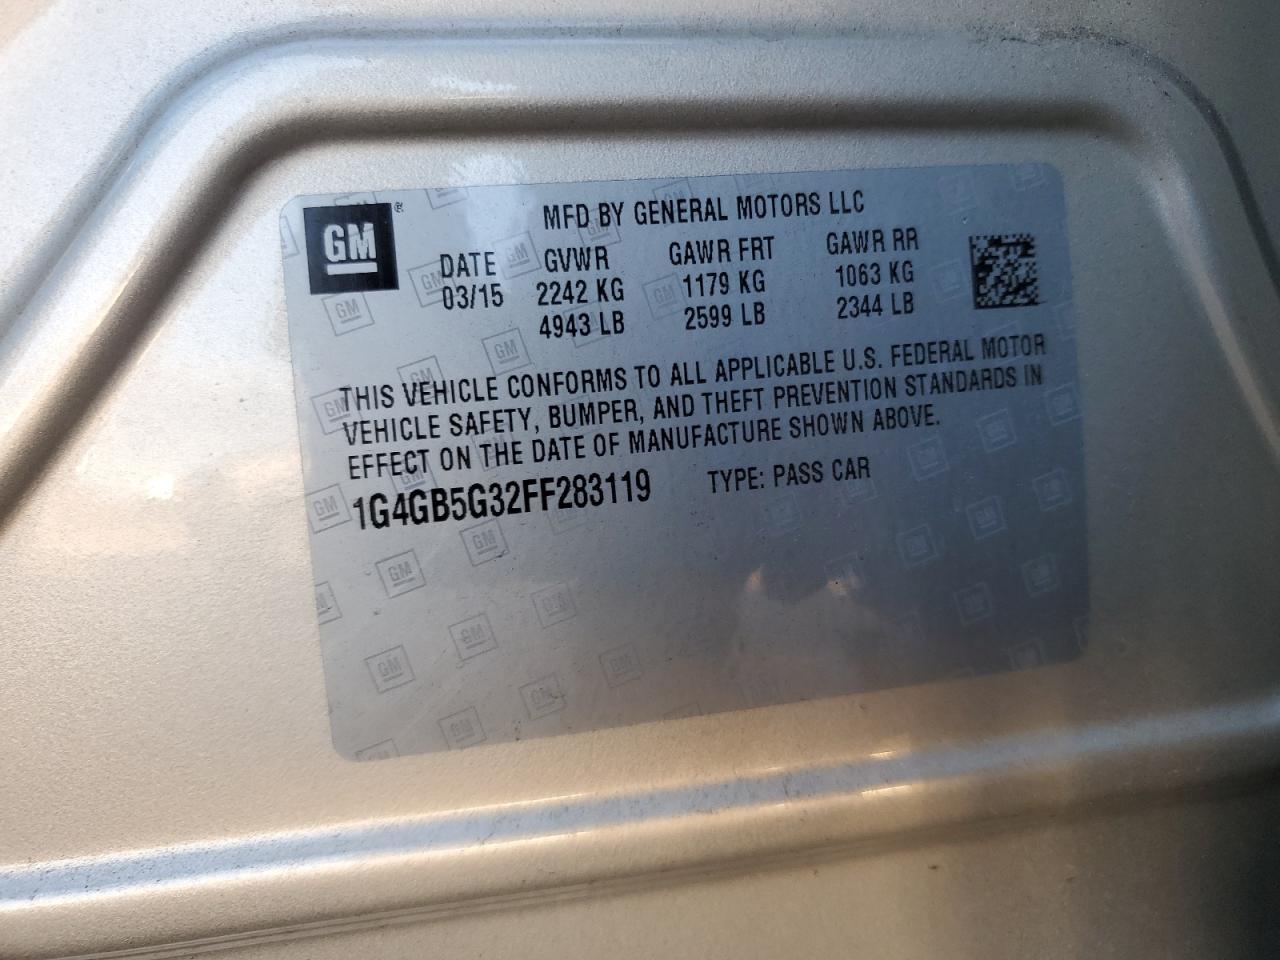 GM
MFD BY GENERAL MOTORS LLC
DATE GVWR GAWR FRT GAWR RR
03/15 2242 KG 1179 KG 1063 KG
4943 LB 2599 LB 2344 LB
THIS VEHICLE CONFORMS TO ALL APPLICABLE U.S. FEDERAL MOTOR
VEHICLE SAFETY, BUMPER, AND THEFT PREVENTION STANDARDS IN
EFFECT ON THE DATE OF MANUFACTURE SHOWN ABOVE.
1G4GB5G32FF283119 TYPE: PASS CAR